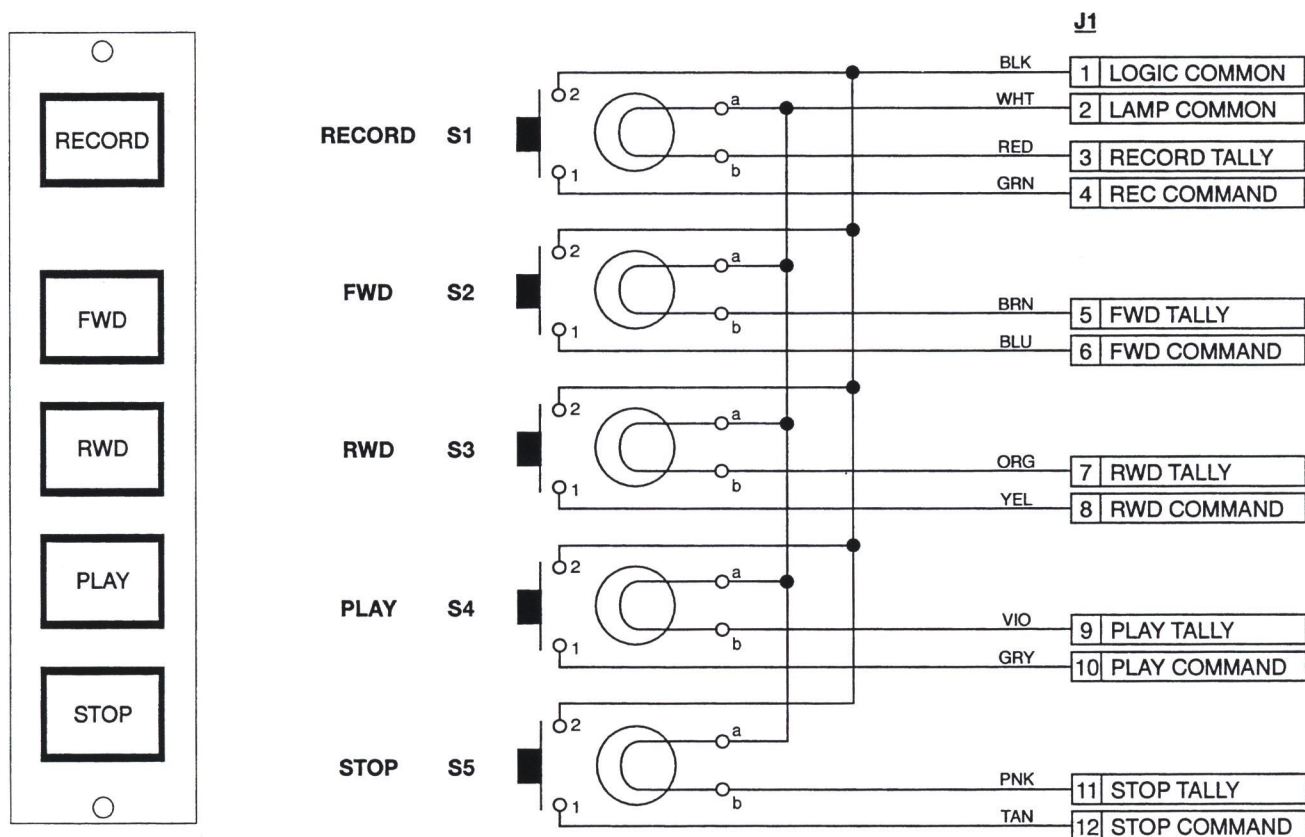 RECORD
FWD
RWD
PLAY
STOP
J1
BLK 1 LOGIC COMMON
2 a
WHT 2 LAMP COMMON
RECORD S1
RED 3 RECORD TALLY
b
1
GRN 4 REC COMMAND
2 a
FWD S2
BRN 5 FWD TALLY
b
1
BLU 6 FWD COMMAND
2 a
RWD S3
ORG 7 RWD TALLY
b
1
YEL 8 RWD COMMAND
2 a
PLAY S4
VIO 9 PLAY TALLY
b
1
GRY 10 PLAY COMMAND
2 a
STOP S5
PNK 11 STOP TALLY
b
1
TAN 12 STOP COMMAND